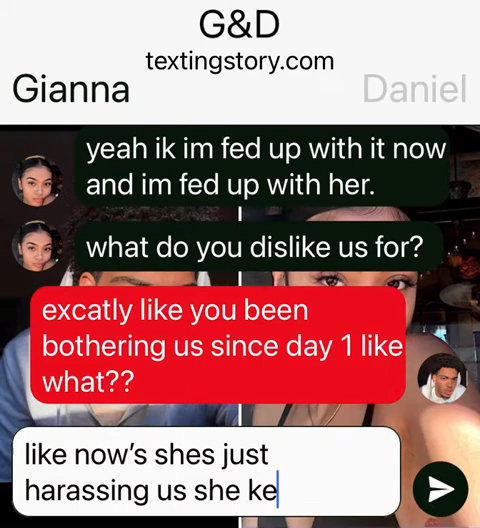 G&D
textingstory.com
Gianna
Daniel
yeah ik im fed up with it now
and im fed up with her.
what do you dislike us for?
excatly like you been
bothering us since day 1 like
what??
like now's shes just
harassing us she ke